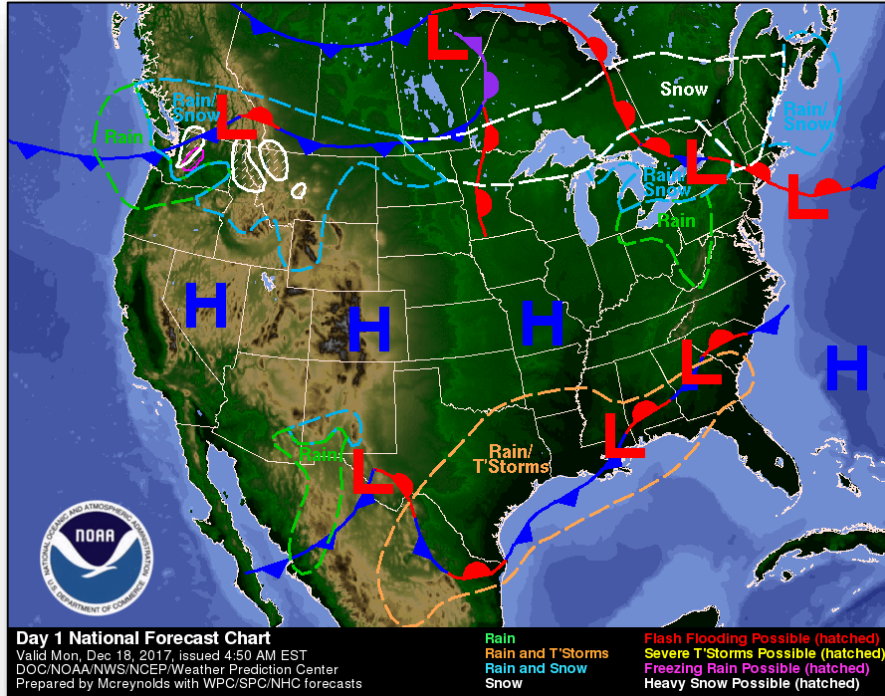 L
L
Snow
Rain/
Snow
Rain/
Snow
L
Rain
L
Rain/
Snow
L
Rain
H
H
H
L
H
Rain/
T'Storms
L
Rain
L
NATIONAL OCEANIC AND ATMOSPHERIC ADMINISTRATION
NOAA
U.S. DEPARTMENT OF COMMERCE
Day 1 National Forecast Chart
Valid Mon, Dec 18, 2017, issued 4:50 AM EST
DOC/NOAA/NWS/NCEP/Weather Prediction Center
Prepared by Mcreynolds with WPC/SPC/NHC forecasts
Rain
Rain and T'Storms
Rain and Snow
Snow
Flash Flooding Possible (hatched)
Severe T'Storms Possible (hatched)
Freezing Rain Possible (hatched)
Heavy Snow Possible (hatched)